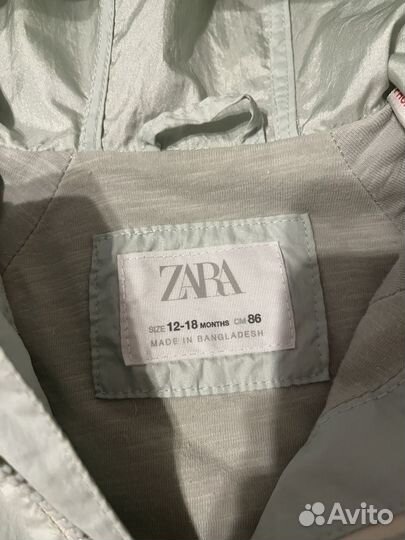 ZARA
SIZE 12-18 MONTHS CM 86
MADE IN BANGLADESH
Avito